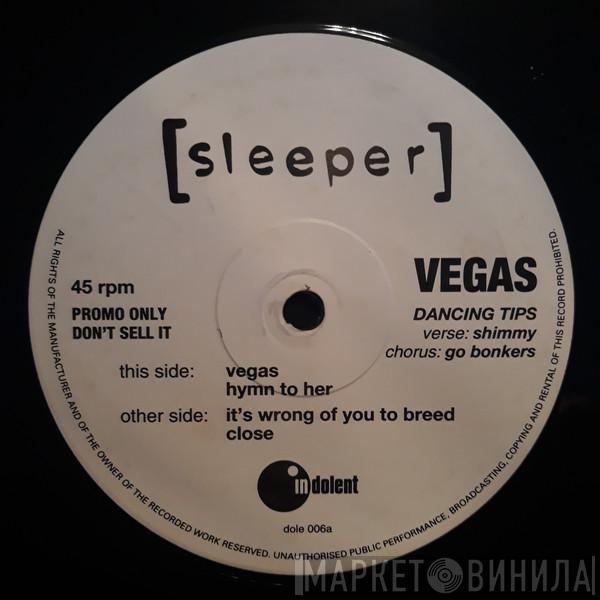 [sleeper]
VEGAS
45 rpm
PROMO ONLY
DON'T SELL IT
DANCING TIPS
verse: shimmy
chorus: go bonkers
this side: vegas
hymn to her
other side: it's wrong of you to breed
close
indolent
dole 006a
ALL RIGHTS OF THE MANUFACTURER AND OF THE OWNER OF THE RECORDED WORK RESERVED. UNAUTHORISED PUBLIC PERFORMANCE, BROADCASTING, COPYING AND RENTAL OF THIS RECORD PROHIBITED.
МАРКЕТ ВИНИЛА